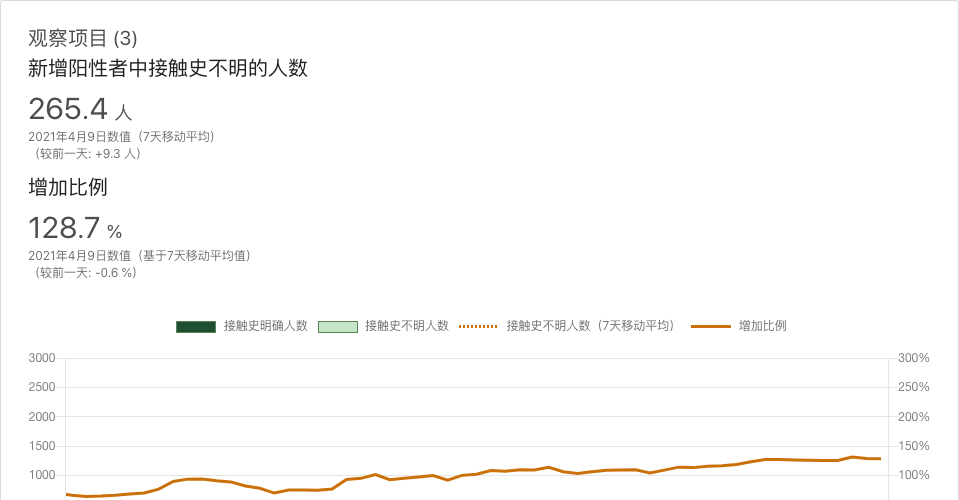 观察项目 (3)
新增阳性者中接触史不明的人数
265.4 人
2021年4月9日数值（7天移动平均）
（较前一天: +9.3 人）
增加比例
128.7 %
2021年4月9日数值（基于7天移动平均值）
（较前一天: -0.6 %）
接触史明确人数 接触史不明人数 接触史不明人数（7天移动平均） 增加比例
3000 300%
2500 250%
2000 200%
1500 150%
1000 100%